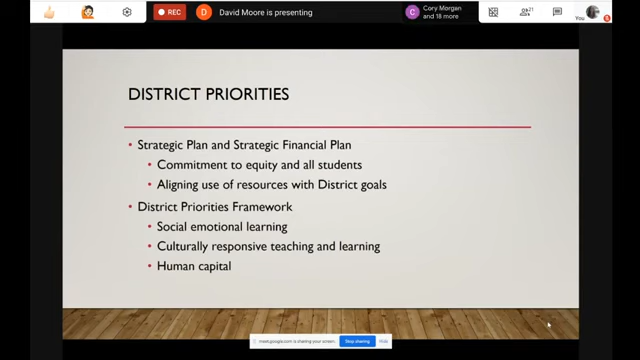 REC
D
David Moore is presenting
C
Cory Morgan
and 18 more
21
You
DISTRICT PRIORITIES
• Strategic Plan and Strategic Financial Plan
• Commitment to equity and all students
• Aligning use of resources with District goals
• District Priorities Framework
• Social emotional learning
• Culturally responsive teaching and learning
• Human capital
meet.google.com is sharing your screen.
Stop sharing
Hide